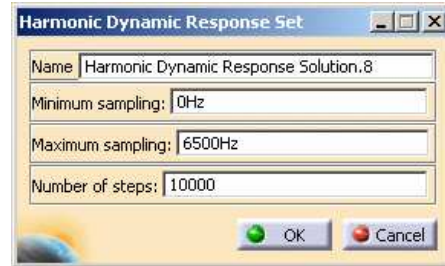 Harmonic Dynamic Response Set
Name Harmonic Dynamic Response Solution.8
Minimum sampling: 0Hz
Maximum sampling: 6500Hz
Number of steps: 10000
OK Cancel